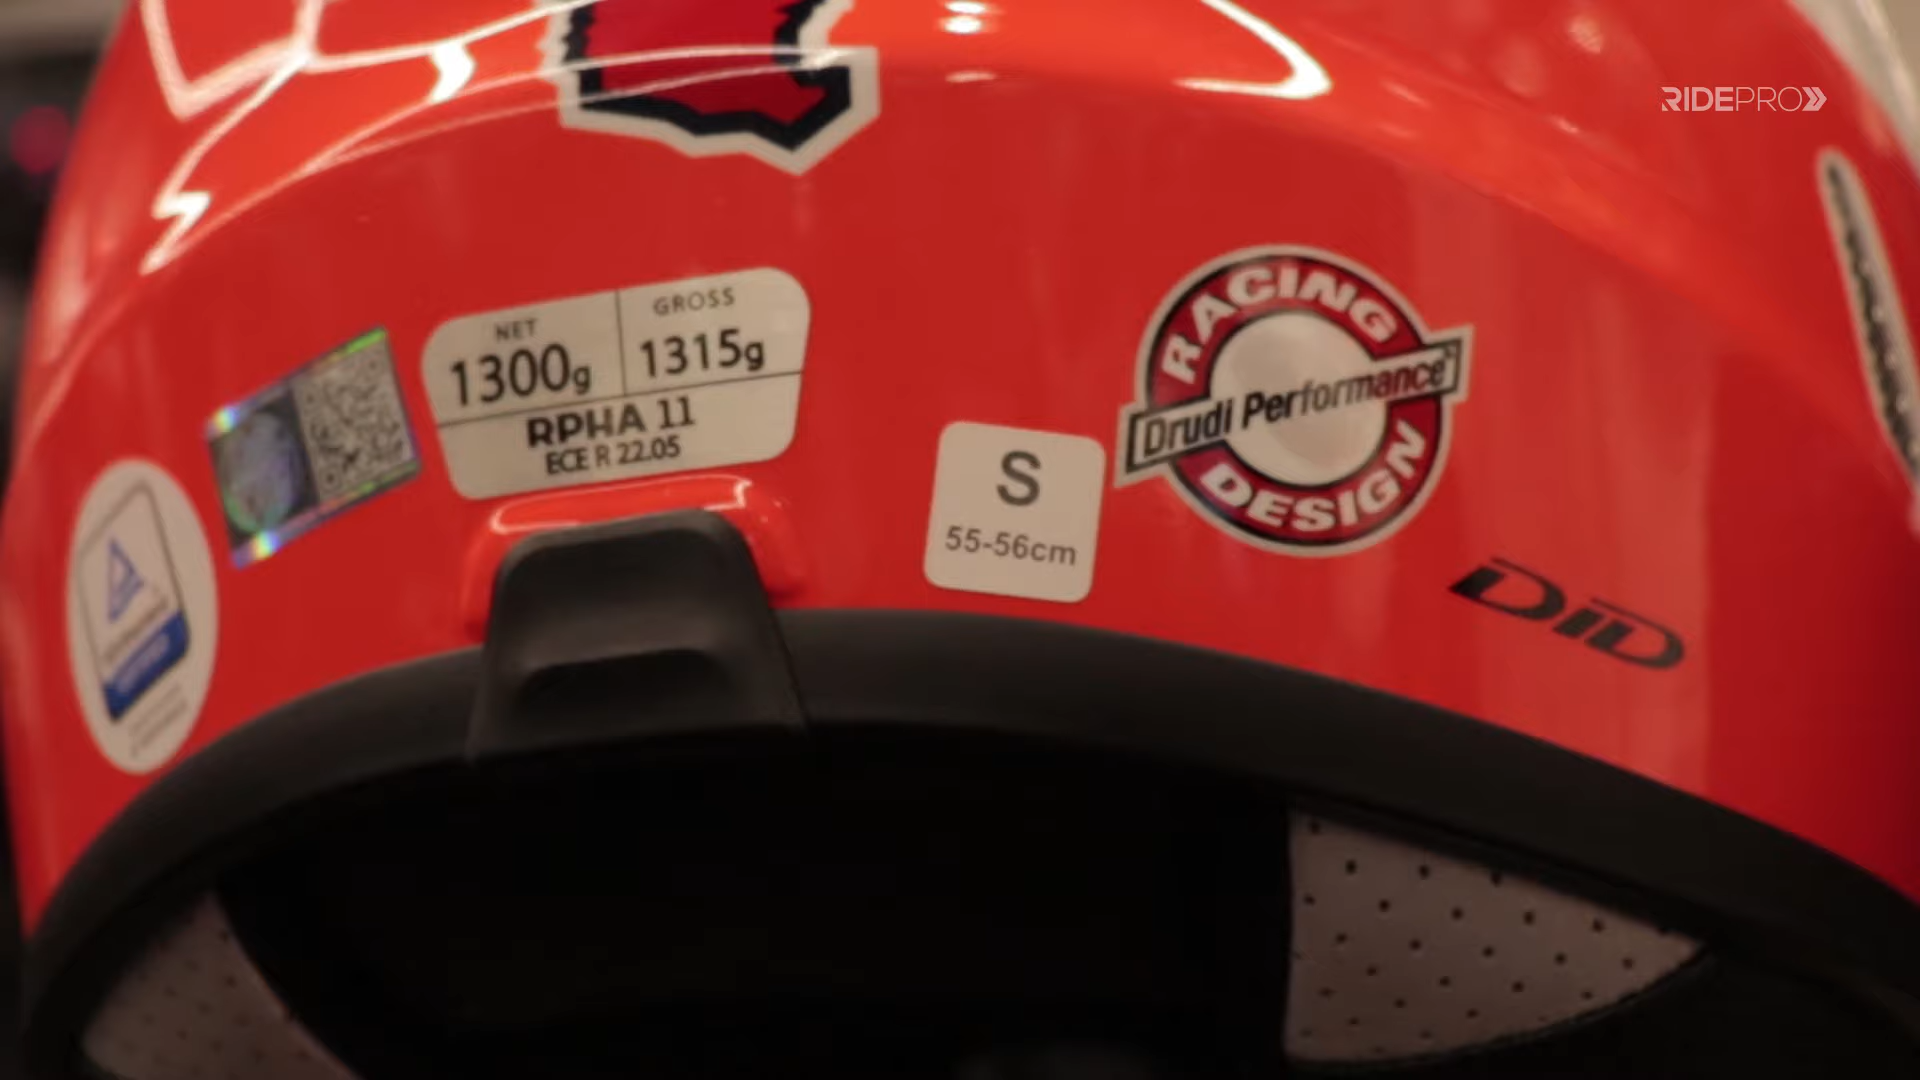 RIDEPRO
NET
1300g
GROSS
1315g
RPHA 11
ECE R 22.05
S
55-56cm
RACING
Drudi Performance
DESIGN
DID